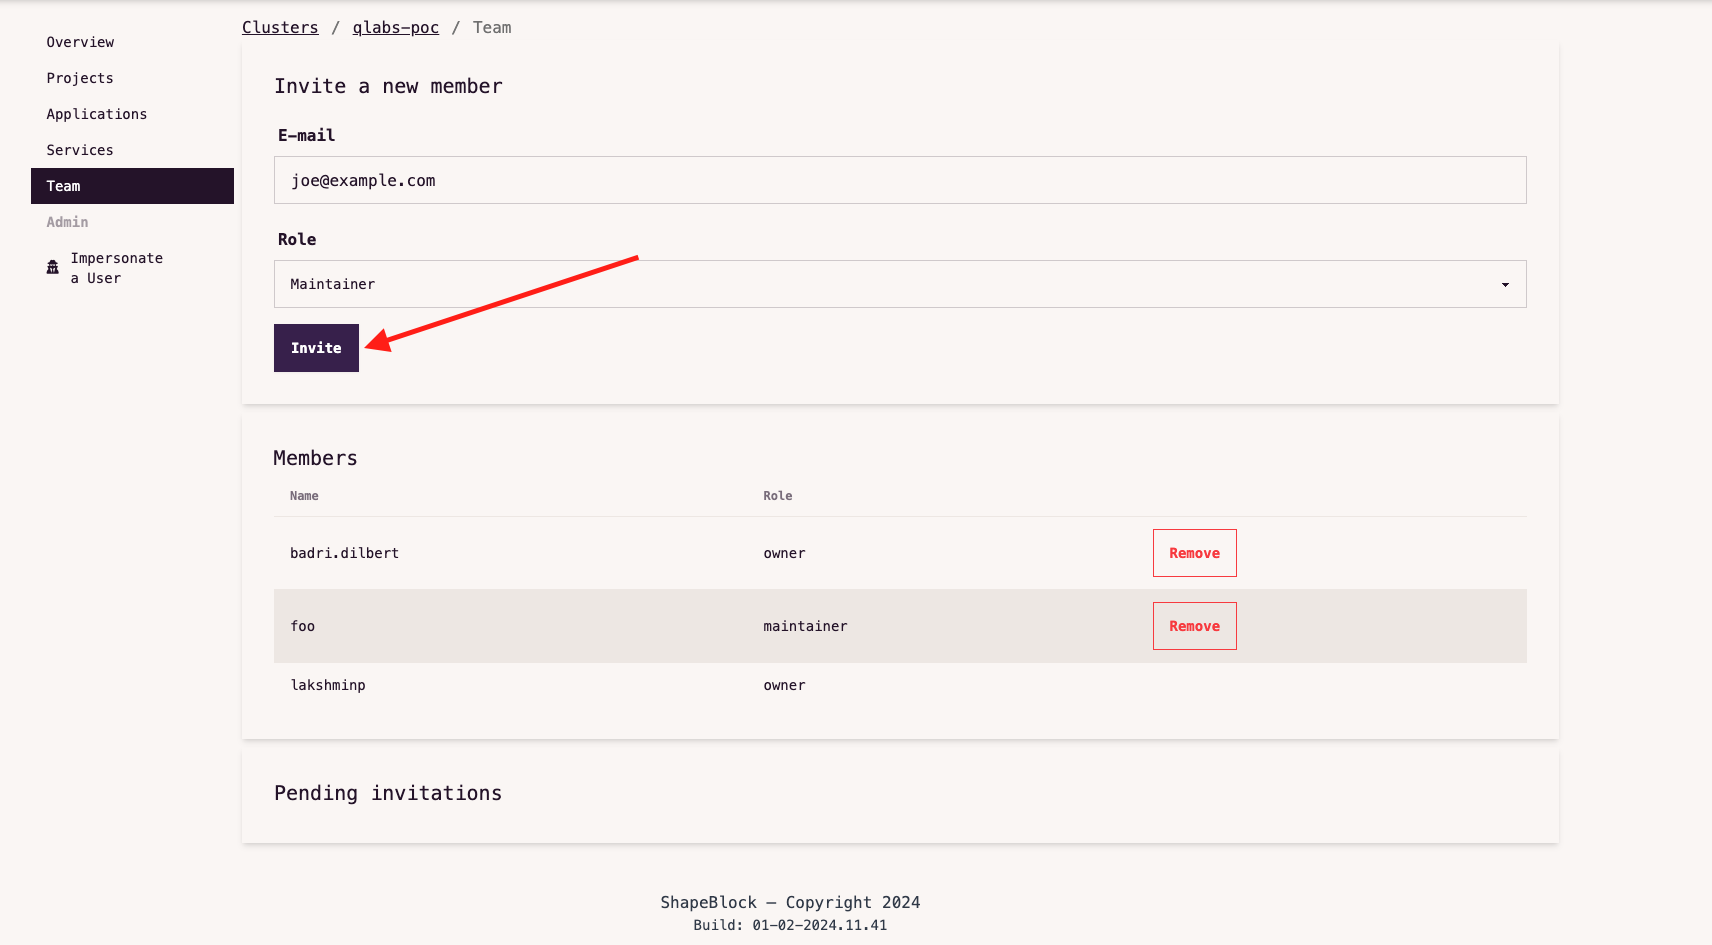 Clusters / qlabs-poc / Team
Overview
Projects
Applications
Services
Team
Admin
Impersonate
a User
Invite a new member
E-mail
joe@example.com
Role
Maintainer
Invite
Members
Name Role
badri.dilbert owner Remove
foo maintainer Remove
lakshminp owner
Pending invitations
ShapeBlock — Copyright 2024
Build: 01-02-2024.11.41